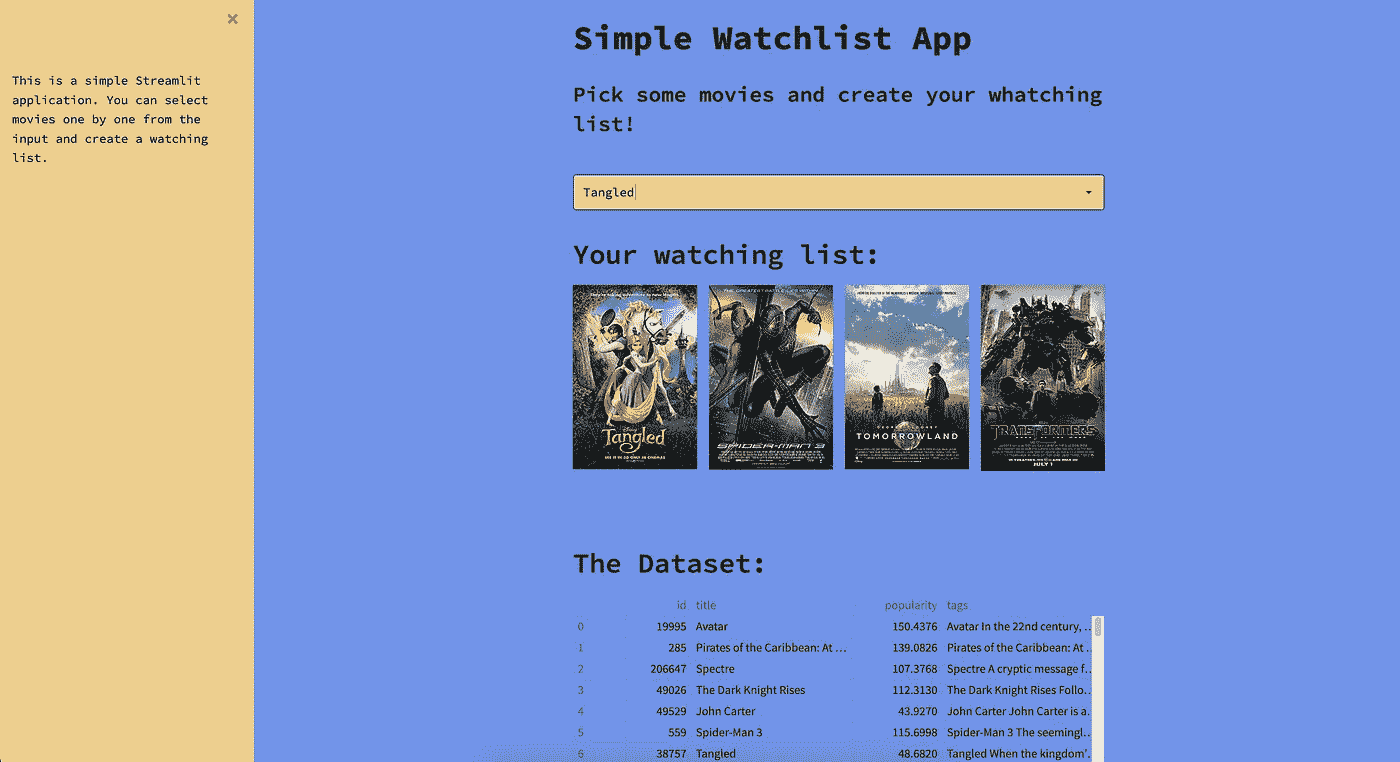 ×
This is a simple Streamlit
application. You can select
movies one by one from the
input and create a watching
list.
Simple Watchlist App
Pick some movies and create your whatching
list!
Tangled
Your watching list:
Tangled
SPIDER-MAN 3
TOMORROWLAND
TRANSFORMERS
JULY 1
The Dataset:
id title popularity tags
0 19995 Avatar 150.4376 Avatar In the 22nd century, ..
1 285 Pirates of the Caribbean: At ... 139.0826 Pirates of the Caribbean: At ..
2 206647 Spectre 107.3768 Spectre A cryptic message f..
3 49026 The Dark Knight Rises 112.3130 The Dark Knight Rises Follo..
4 49529 John Carter 43.9270 John Carter John Carter is a.
5 559 Spider-Man 3 115.6998 Spider-Man 3 The seemingl..
6 38757 Tangled 48.6820 Tangled When the kingdom'.